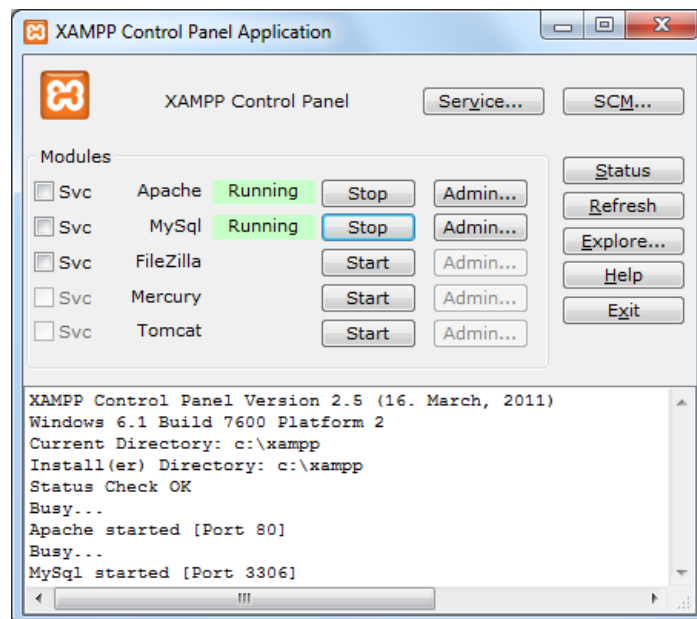 XAMPP Control Panel Application
XAMPP Control Panel Service... SCM...
Modules
Svc Apache Running Stop Admin...
Svc MySql Running Stop Admin...
Svc FileZilla Start Admin...
Svc Mercury Start Admin...
Svc Tomcat Start Admin...
Status
Refresh
Explore...
Help
Exit
XAMPP Control Panel Version 2.5 (16. March, 2011)
Windows 6.1 Build 7600 Platform 2
Current Directory: c:\xampp
Install(er) Directory: c:\xampp
Status Check OK
Busy...
Apache started [Port 80]
Busy...
MySql started [Port 3306]